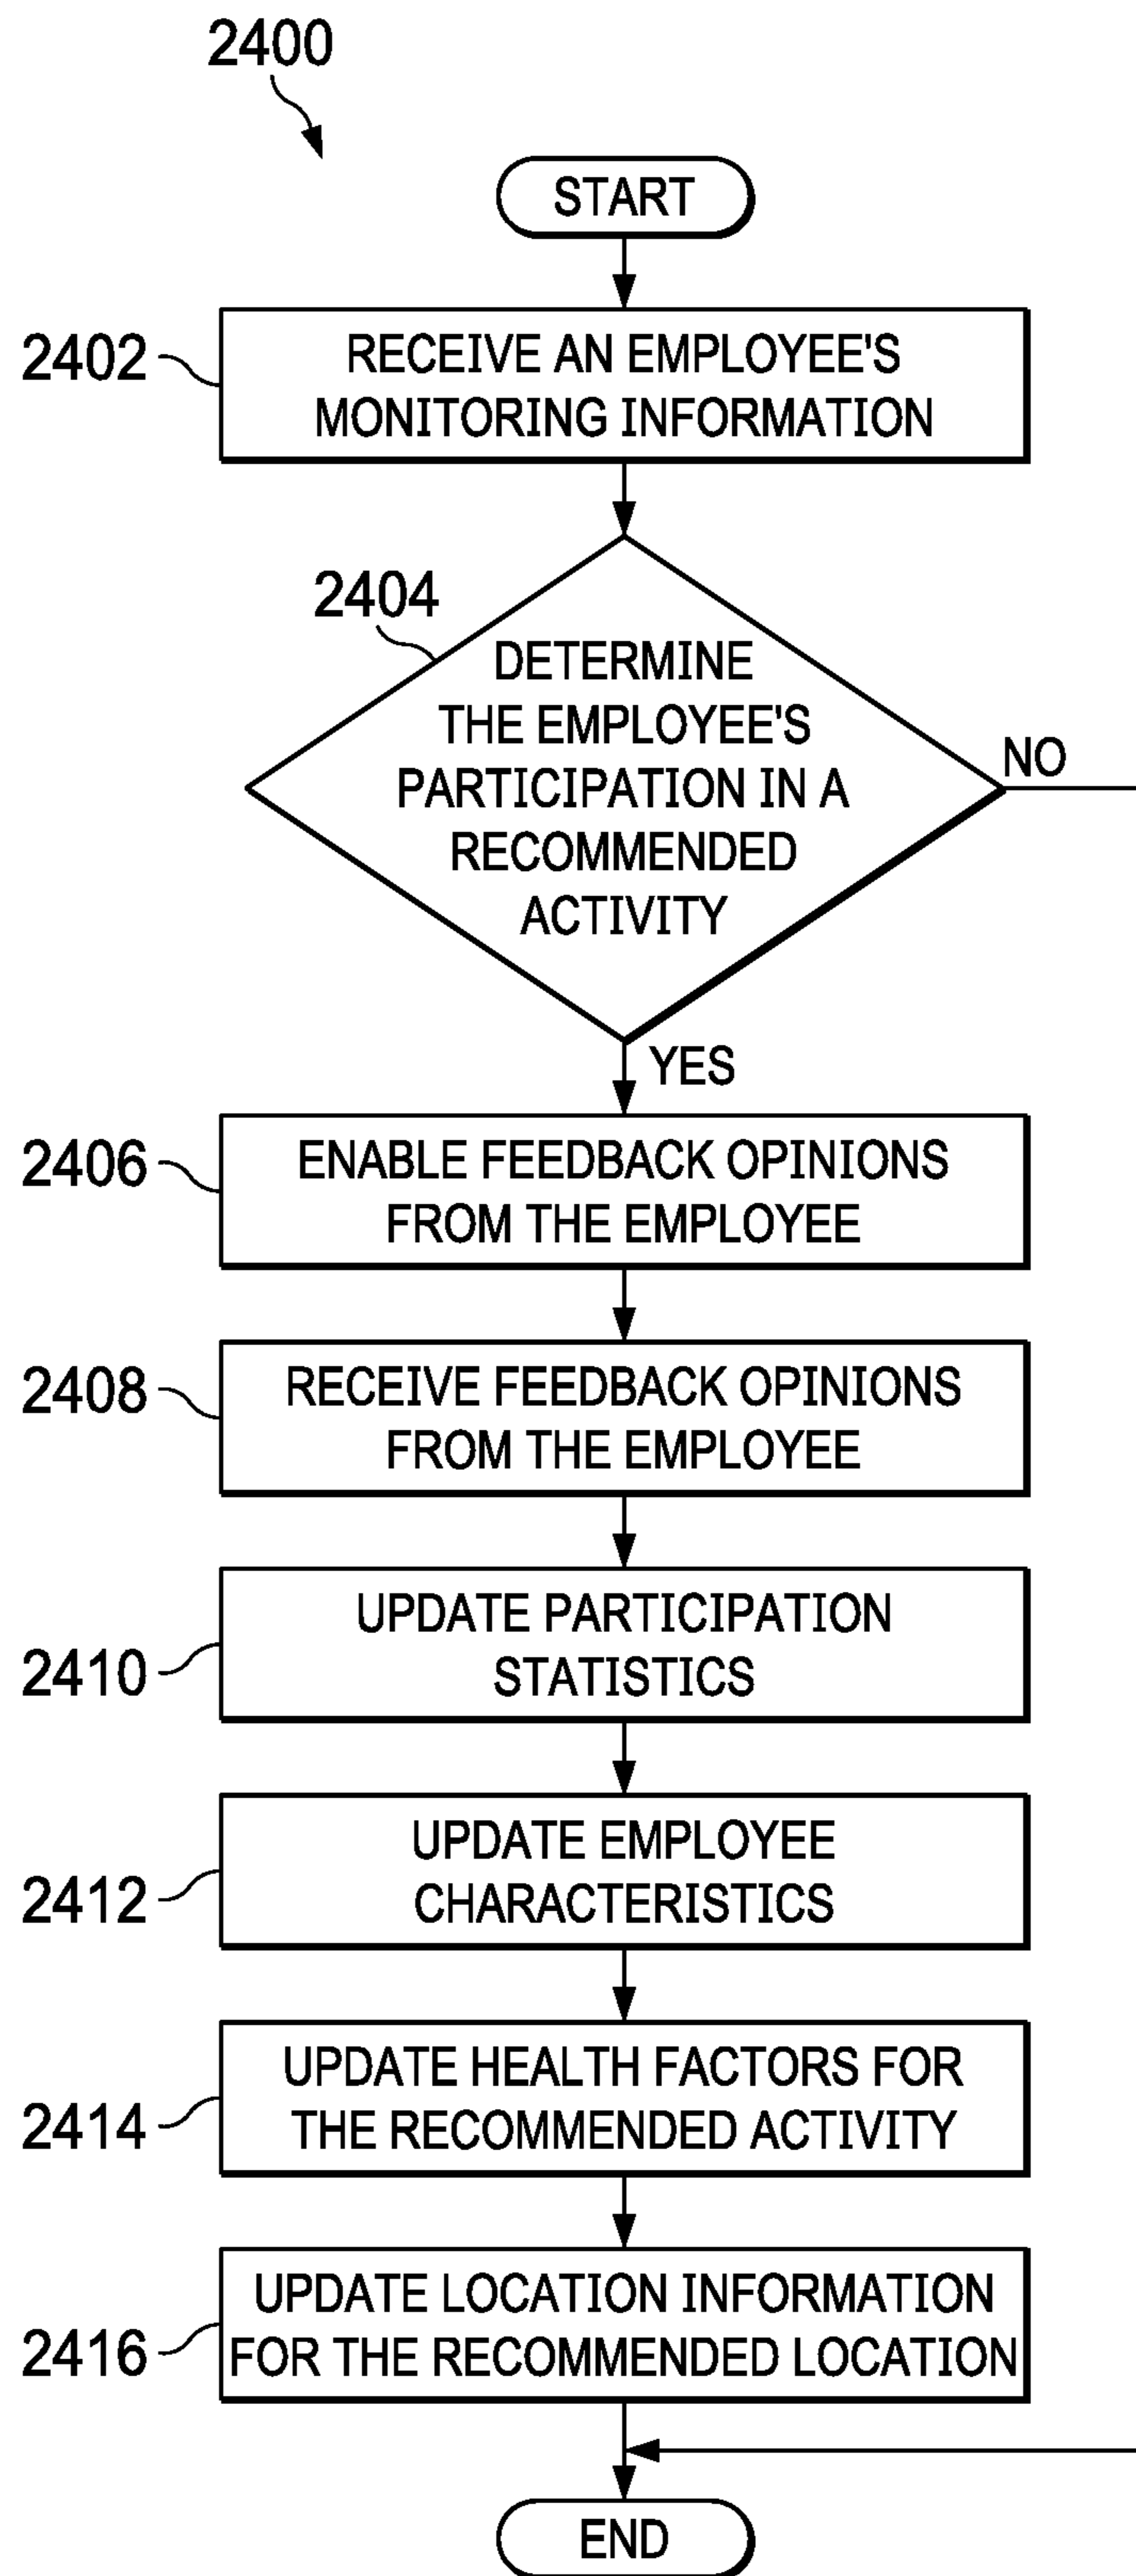 2400
START
2402
RECEIVE AN EMPLOYEE'S
MONITORING INFORMATION
2404
DETERMINE
THE EMPLOYEE'S
PARTICIPATION IN A
RECOMMENDED
ACTIVITY
NO
YES
2406
ENABLE FEEDBACK OPINIONS
FROM THE EMPLOYEE
2408
RECEIVE FEEDBACK OPINIONS
FROM THE EMPLOYEE
2410
UPDATE PARTICIPATION
STATISTICS
2412
UPDATE EMPLOYEE
CHARACTERISTICS
2414
UPDATE HEALTH FACTORS FOR
THE RECOMMENDED ACTIVITY
2416
UPDATE LOCATION INFORMATION
FOR THE RECOMMENDED LOCATION
END